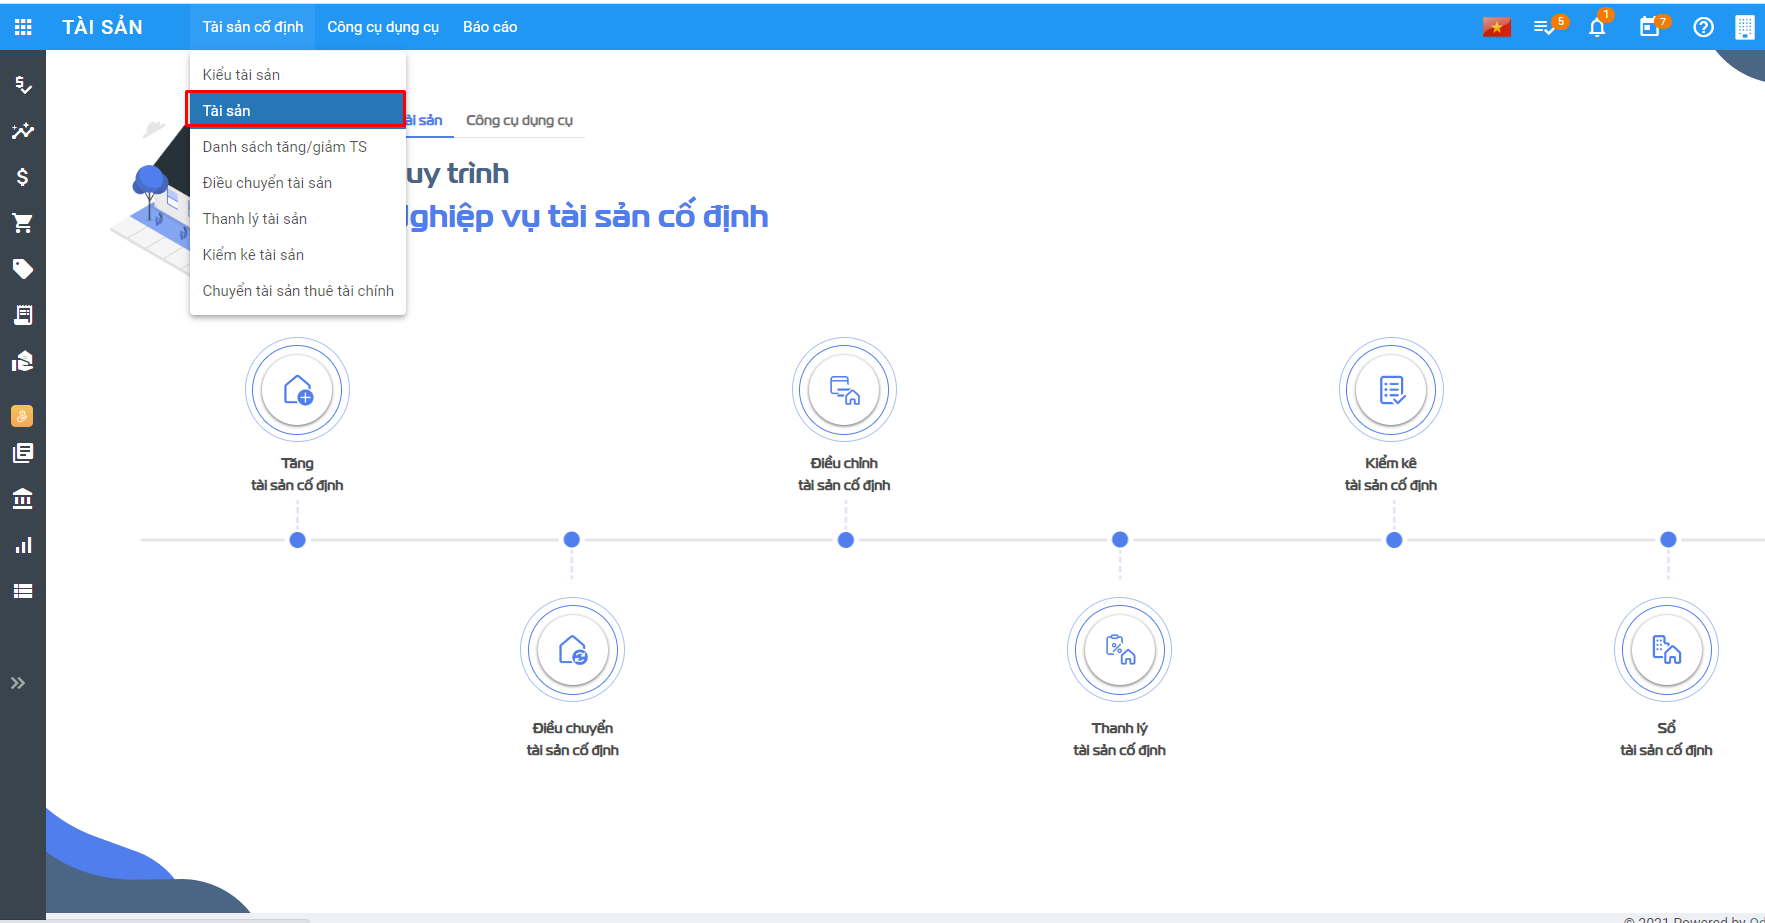 TÀI SẢN
Tài sản cố định
Công cụ dụng cụ
Báo cáo
5
1
7
Kiểu tài sản
Tài sản
Danh sách tăng/giảm TS
Điều chuyển tài sản
Thanh lý tài sản
Kiểm kê tài sản
Chuyển tài sản thuê tài chính
ài sản
Công cụ dụng cụ
uy trình
ghiệp vụ tài sản cố định
Tăng
tài sản cố định
Điều chỉnh
tài sản cố định
Kiểm kê
tài sản cố định
Điều chuyển
tài sản cố định
Thanh lý
tài sản cố định
Sổ
tài sản cố định
© 2021 Powered by